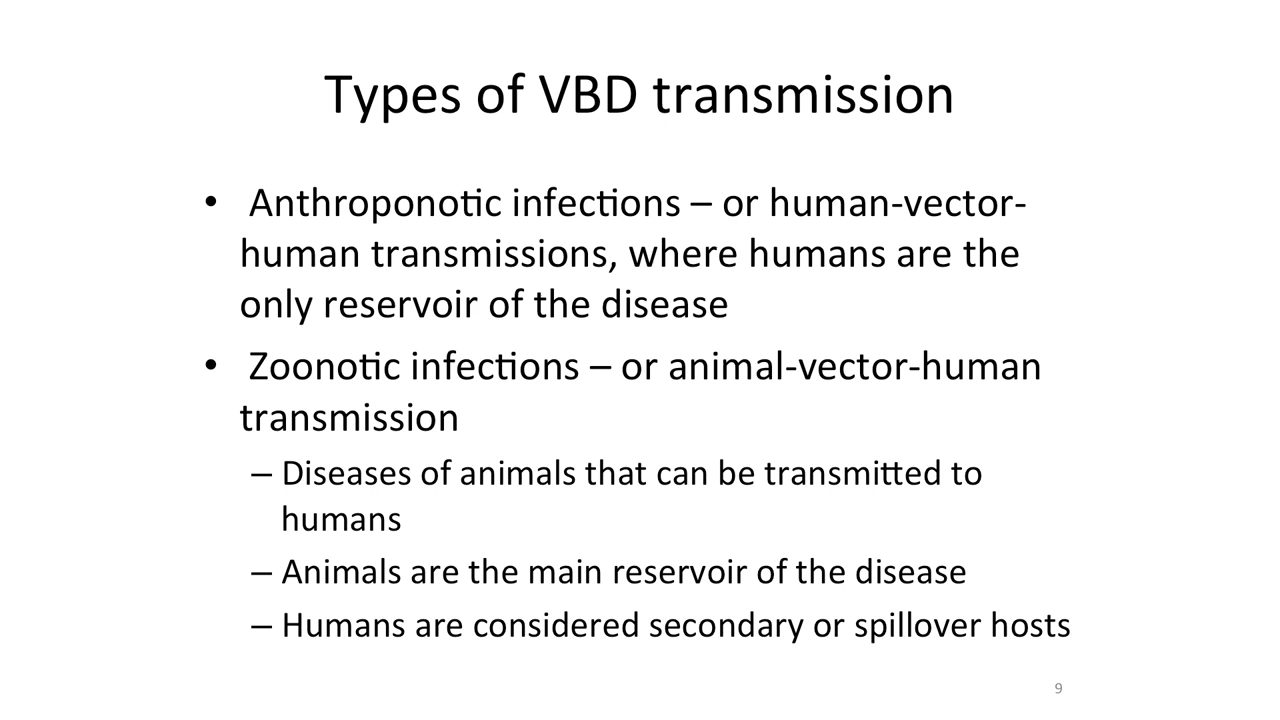 Types of VBD transmission
• Anthroponotic infections – or human-vector-
human transmissions, where humans are the
only reservoir of the disease
• Zoonotic infections – or animal-vector-human
transmission
– Diseases of animals that can be transmitted to
humans
– Animals are the main reservoir of the disease
– Humans are considered secondary or spillover hosts
9